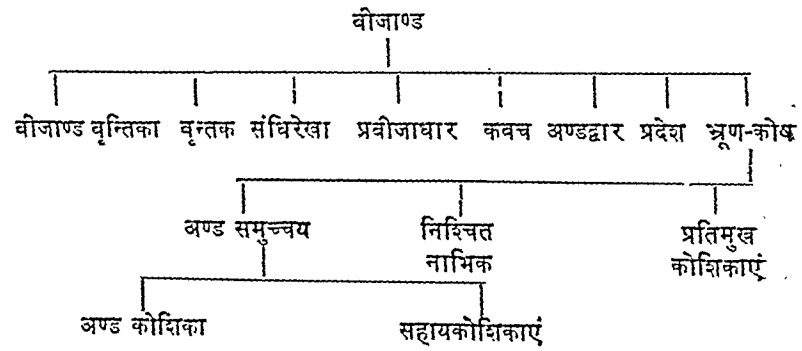 वीजाण्ड
वीजाण्ड वृन्तिका वृन्तक संधिरेखा प्रवीजाधार कवच अण्डद्वार प्रदेश भ्रूण-कोष
अण्ड समुच्चय निश्चित प्रतिमुख
नाभिक कोशिकाएं
अण्ड कोशिका सहायकोशिकाएं